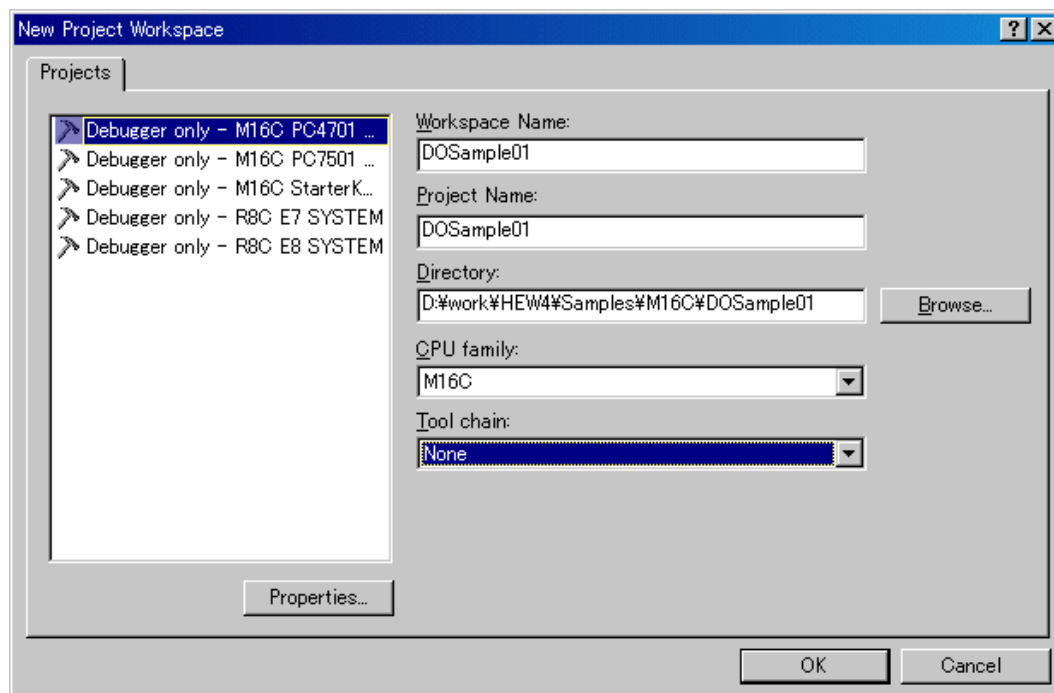 New Project Workspace
Projects
Debugger only - M16C PC4701 ...
Debugger only - M16C PC7501 ...
Debugger only - M16C StarterK...
Debugger only - R8C E7 SYSTEM
Debugger only - R8C E8 SYSTEM
Properties...
Workspace Name:
DOSample01
Project Name:
DOSample01
Directory:
D:¥work¥HEW4¥Samples¥M16C¥DOSample01
Browse...
CPU family:
M16C
Tool chain:
None
OK
Cancel